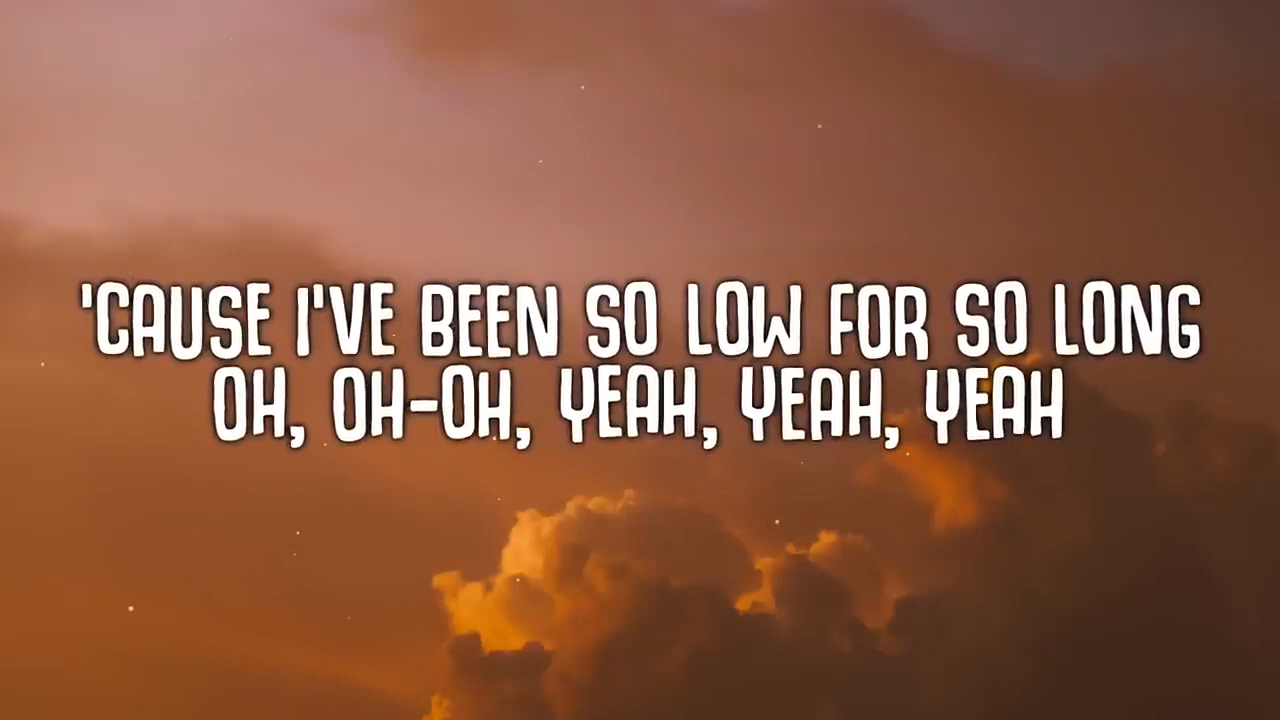 'CAUSE I'VE BEEN SO LOW FOR SO LONG
OH, OH-OH, YEAH, YEAH, YEAH